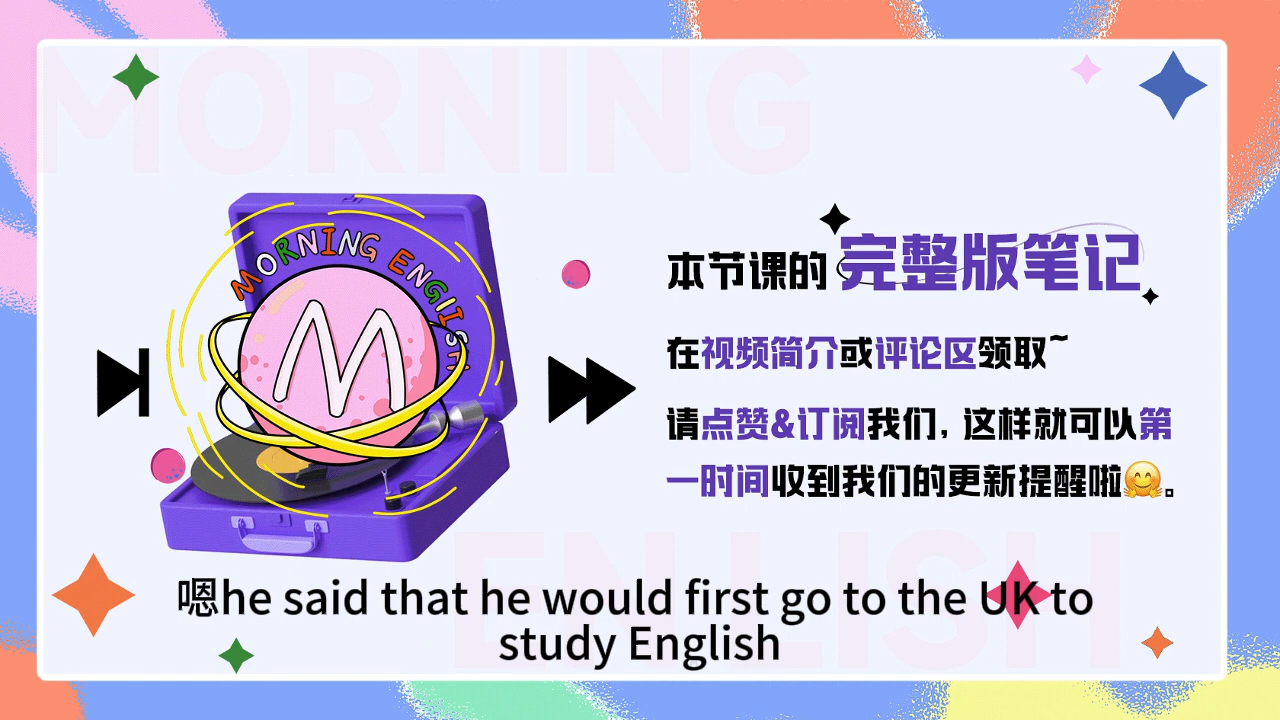 MORNING
MORNING ENGLISH
M
本节课的 完整版笔记
在视频简介或评论区领取~
请点赞&订阅我们，这样就可以第
一时间收到我们的更新提醒啦🤗。
ENGLISH
嗯he said that he would first go to the UK to
study English